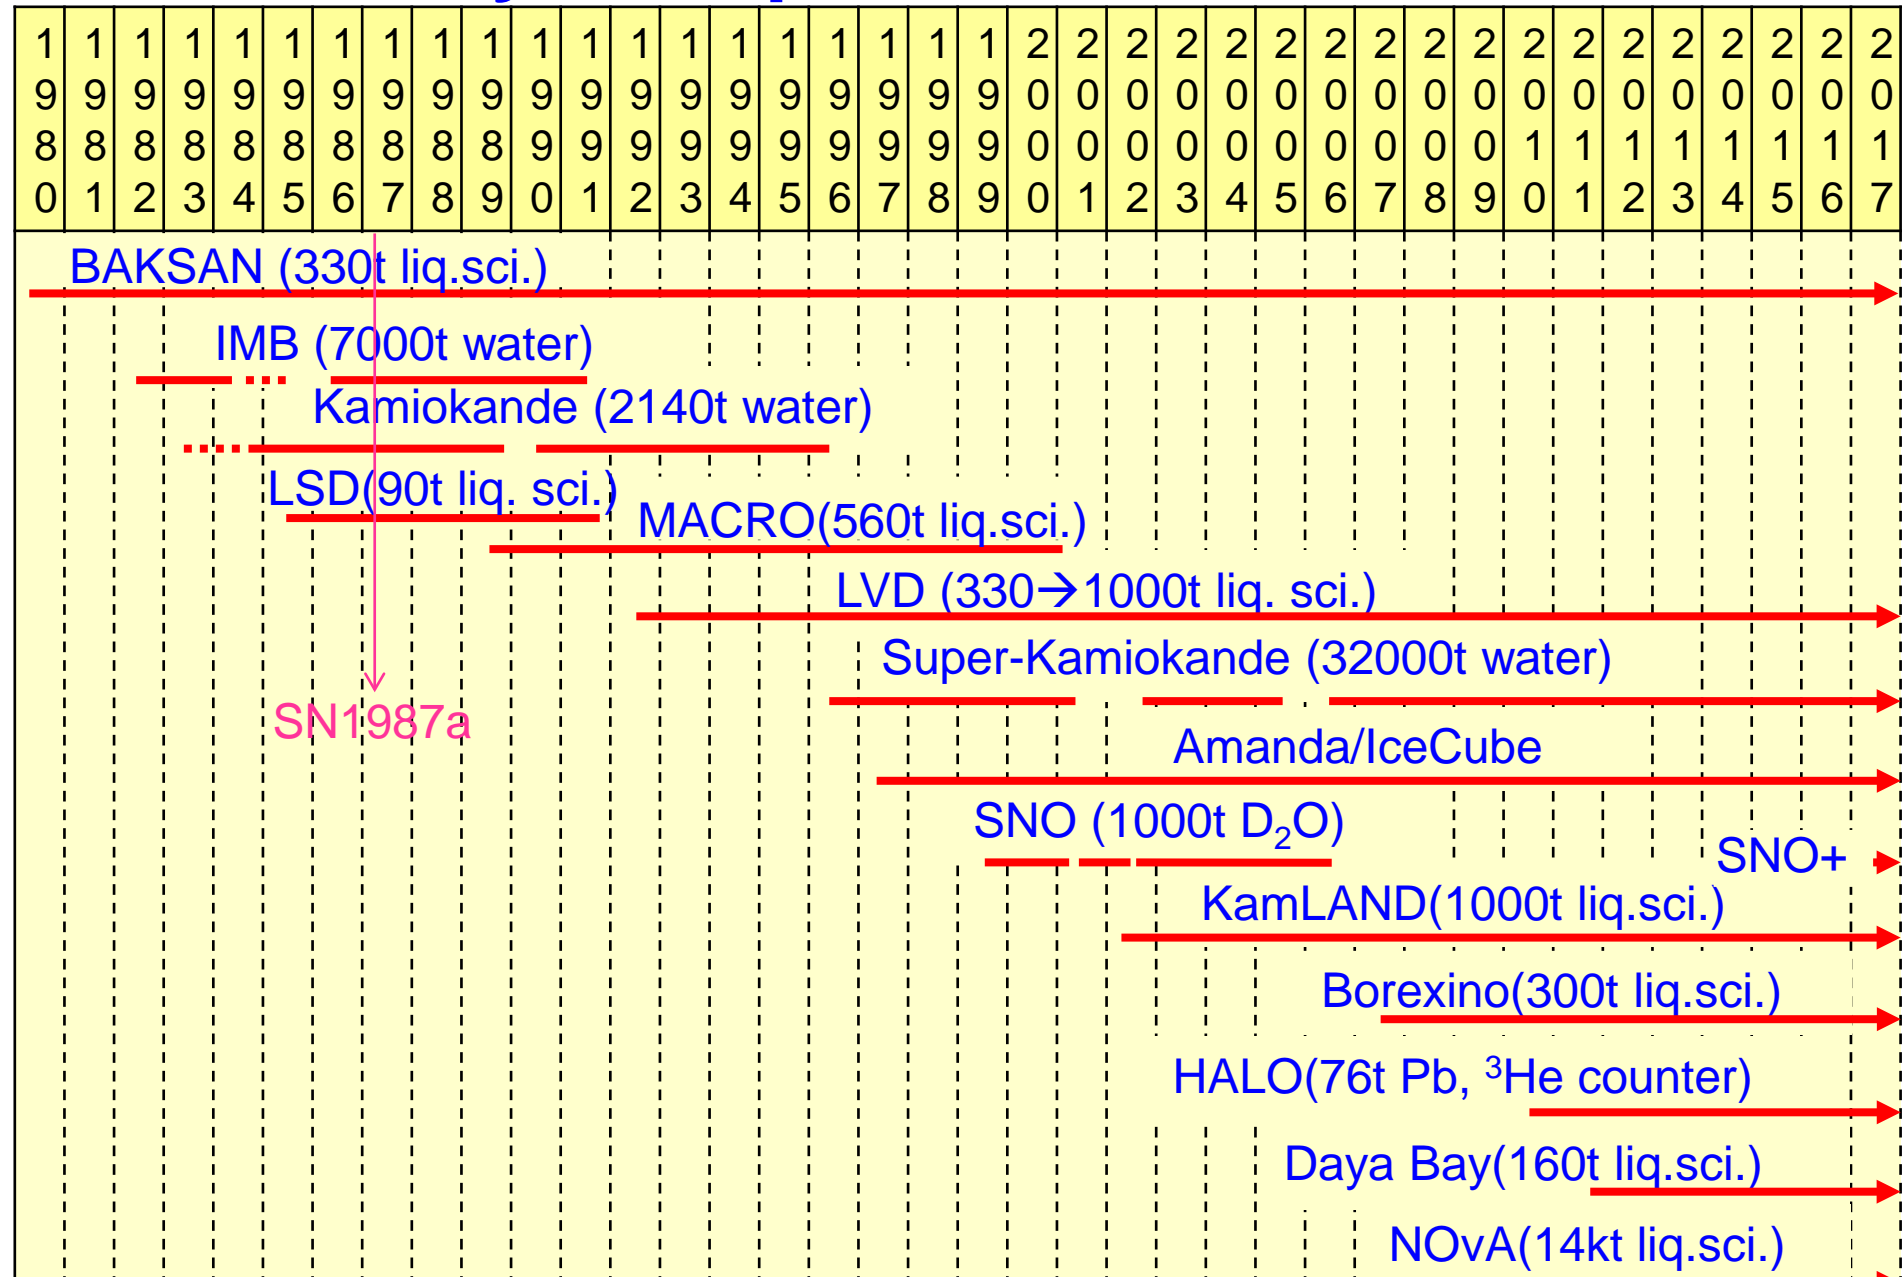 1980 1981 1982 1983 1984 1985 1986 1987 1988 1989 1990 1991 1992 1993 1994 1995 1996 1997 1998 1999 2000 2001 2002 2003 2004 2005 2006 2007 2008 2009 2010 2011 2012 2013 2014 2015 2016 2017
BAKSAN (330t liq.sci.)
IMB (7000t water)
Kamiokande (2140t water)
LSD(90t liq. sci.)
MACRO(560t liq.sci.)
LVD (330→1000t liq. sci.)
Super-Kamiokande (32000t water)
SN1987a
Amanda/IceCube
SNO (1000t D₂O)
SNO+
KamLAND(1000t liq.sci.)
Borexino(300t liq.sci.)
HALO(76t Pb, ³He counter)
Daya Bay(160t liq.sci.)
NOvA(14kt liq.sci.)